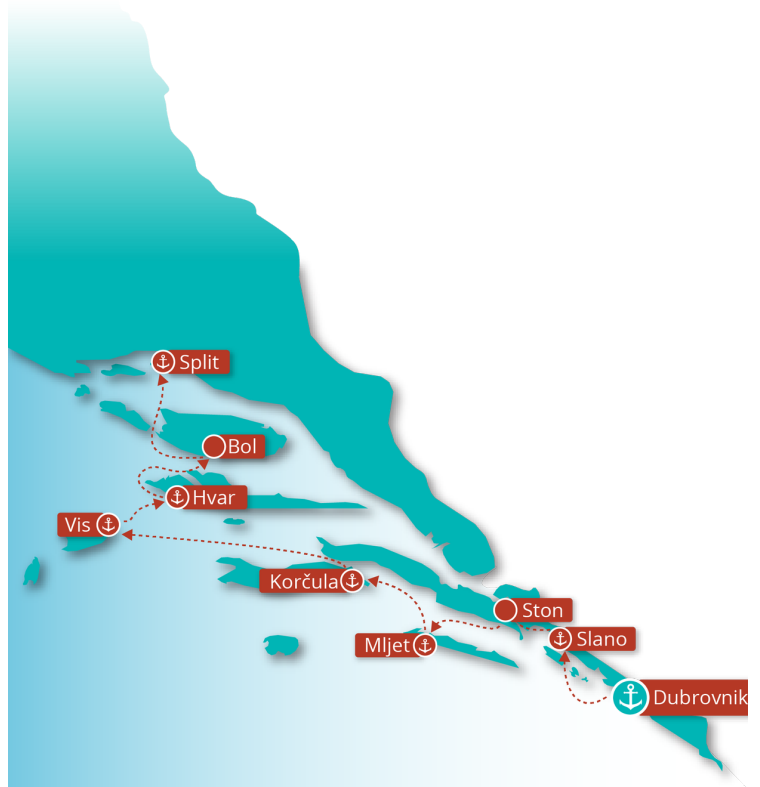 Split
Bol
Hvar
Vis
Korčula
Ston
Slano
Mljet
Dubrovnik